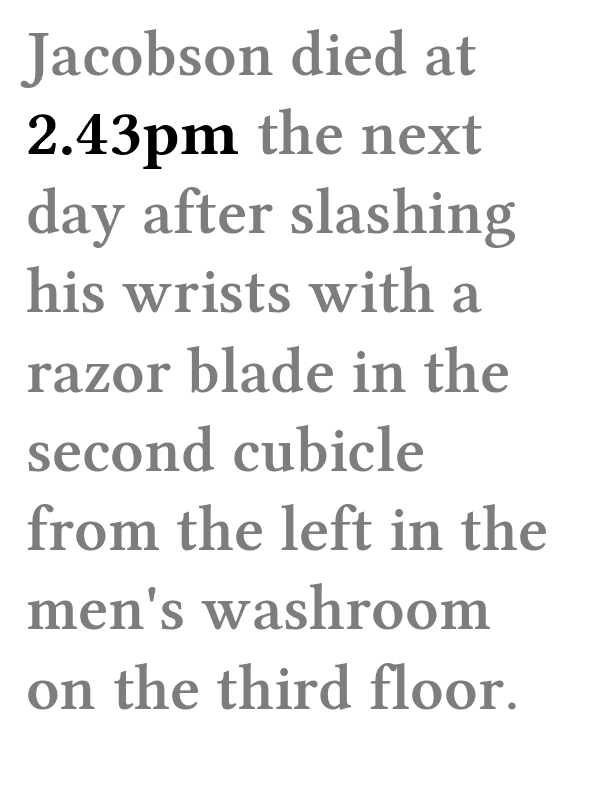 Jacobson died at
2.43pm the next
day after slashing
his wrists with a
razor blade in the
second cubicle
from the left in the
men's washroom
on the third floor.